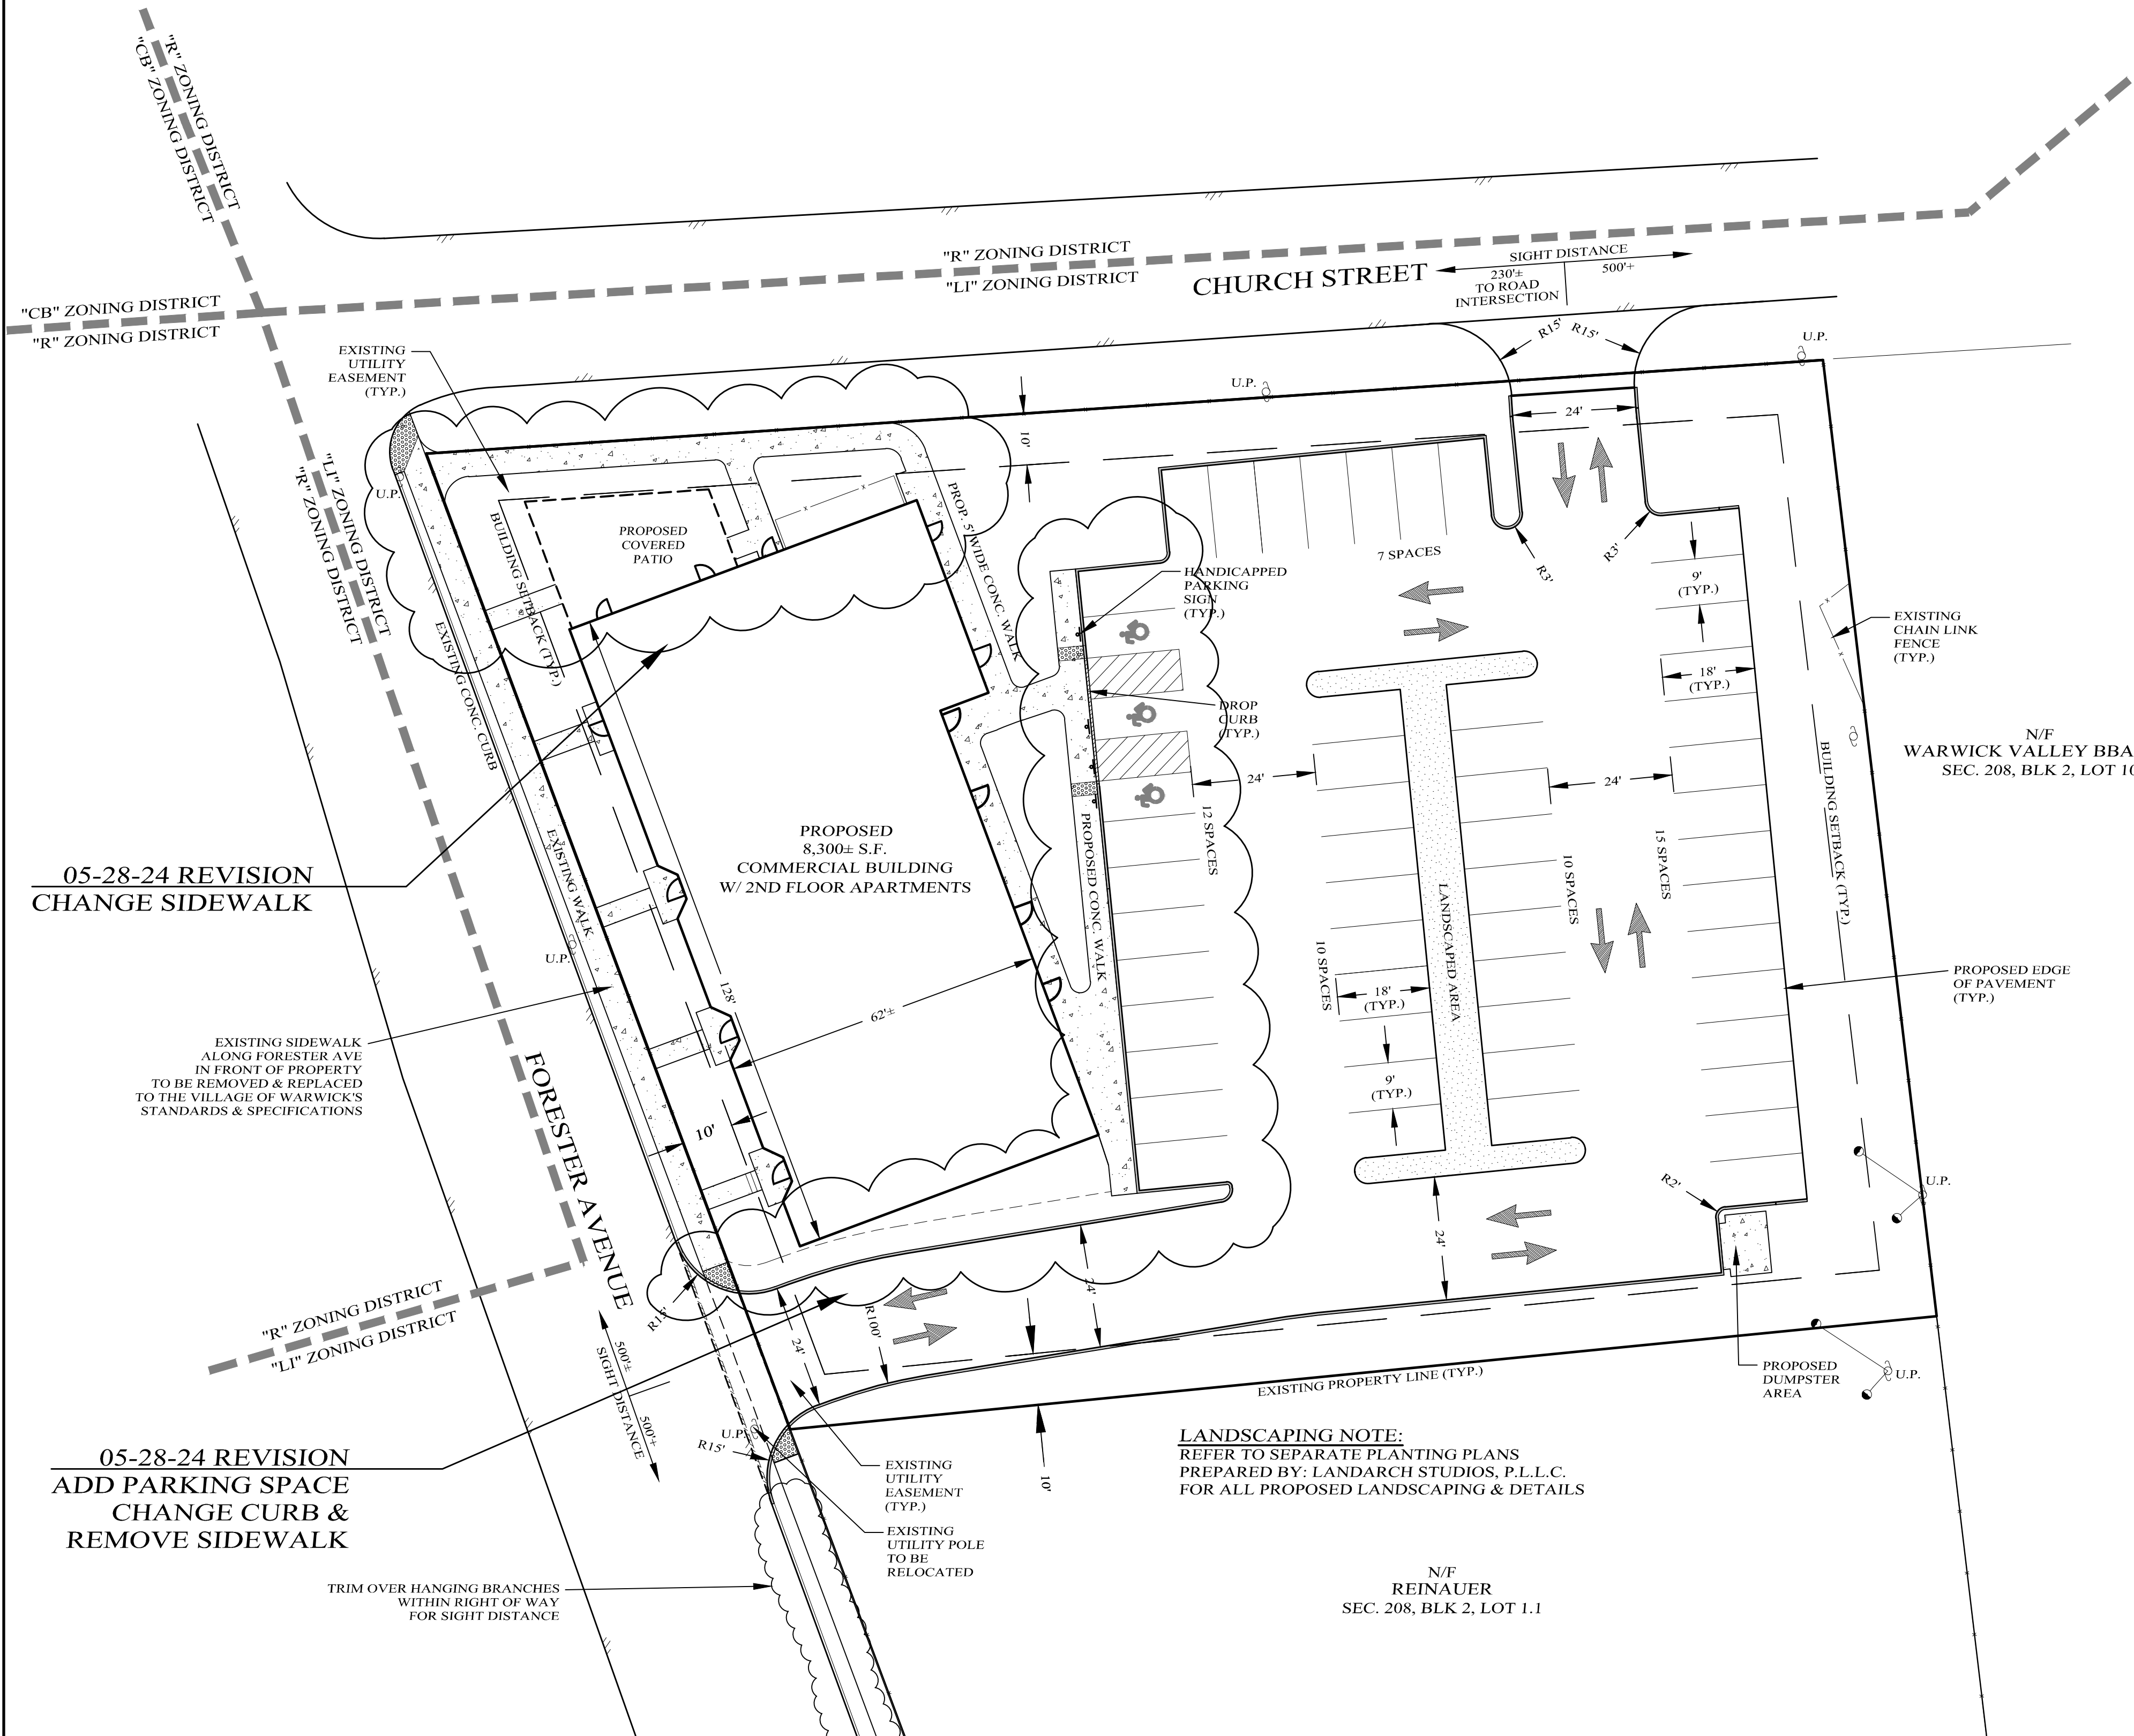 "R" ZONING DISTRICT
"CB" ZONING DISTRICT
"R" ZONING DISTRICT
"LI" ZONING DISTRICT
CHURCH STREET
SIGHT DISTANCE
230'±
TO ROAD
INTERSECTION
500'+
"CB" ZONING DISTRICT
"R" ZONING DISTRICT
EXISTING
UTILITY
EASEMENT
(TYP.)
R15'
R15'
U.P.
U.P.
24'
10'
"LI" ZONING DISTRICT
"R" ZONING DISTRICT
U.P.
BUILDING SETBACK (TYP.)
PROPOSED
COVERED
PATIO
PROP. 5' WIDE CONC. WALK
7 SPACES
R3'
R3'
HANDICAPPED
PARKING
SIGN
(TYP.)
9'
(TYP.)
EXISTING
CHAIN LINK
FENCE
(TYP.)
18'
(TYP.)
EXISTING CONC. CURB
DROP
CURB
(TYP.)
N/F
WARWICK VALLEY BBA
SEC. 208, BLK 2, LOT 10
24'
24'
BUILDING SETBACK (TYP.)
PROPOSED
8,300± S.F.
COMMERCIAL BUILDING
W/ 2ND FLOOR APARTMENTS
PROPOSED CONC. WALK
12 SPACES
10 SPACES
15 SPACES
05-28-24 REVISION
CHANGE SIDEWALK
EXISTING WALK
U.P.
LANDSCAPED AREA
10 SPACES
18'
(TYP.)
128'
62'±
PROPOSED EDGE
OF PAVEMENT
(TYP.)
EXISTING SIDEWALK
ALONG FORESTER AVE
IN FRONT OF PROPERTY
TO BE REMOVED & REPLACED
TO THE VILLAGE OF WARWICK'S
STANDARDS & SPECIFICATIONS
FORESTER AVENUE
9'
(TYP.)
10'
R2'
U.P.
24'
24'
"R" ZONING DISTRICT
"LI" ZONING DISTRICT
R15'
500'±
SIGHT DISTANCE
500'+
24'
R100'
EXISTING PROPERTY LINE (TYP.)
PROPOSED
DUMPSTER
AREA
U.P.
05-28-24 REVISION
ADD PARKING SPACE
CHANGE CURB &
REMOVE SIDEWALK
U.P.
R15'
EXISTING
UTILITY
EASEMENT
(TYP.)
10'
LANDSCAPING NOTE:
REFER TO SEPARATE PLANTING PLANS
PREPARED BY: LANDARCH STUDIOS, P.L.L.C.
FOR ALL PROPOSED LANDSCAPING & DETAILS
EXISTING
UTILITY POLE
TO BE
RELOCATED
TRIM OVER HANGING BRANCHES
WITHIN RIGHT OF WAY
FOR SIGHT DISTANCE
N/F
REINAUER
SEC. 208, BLK 2, LOT 1.1